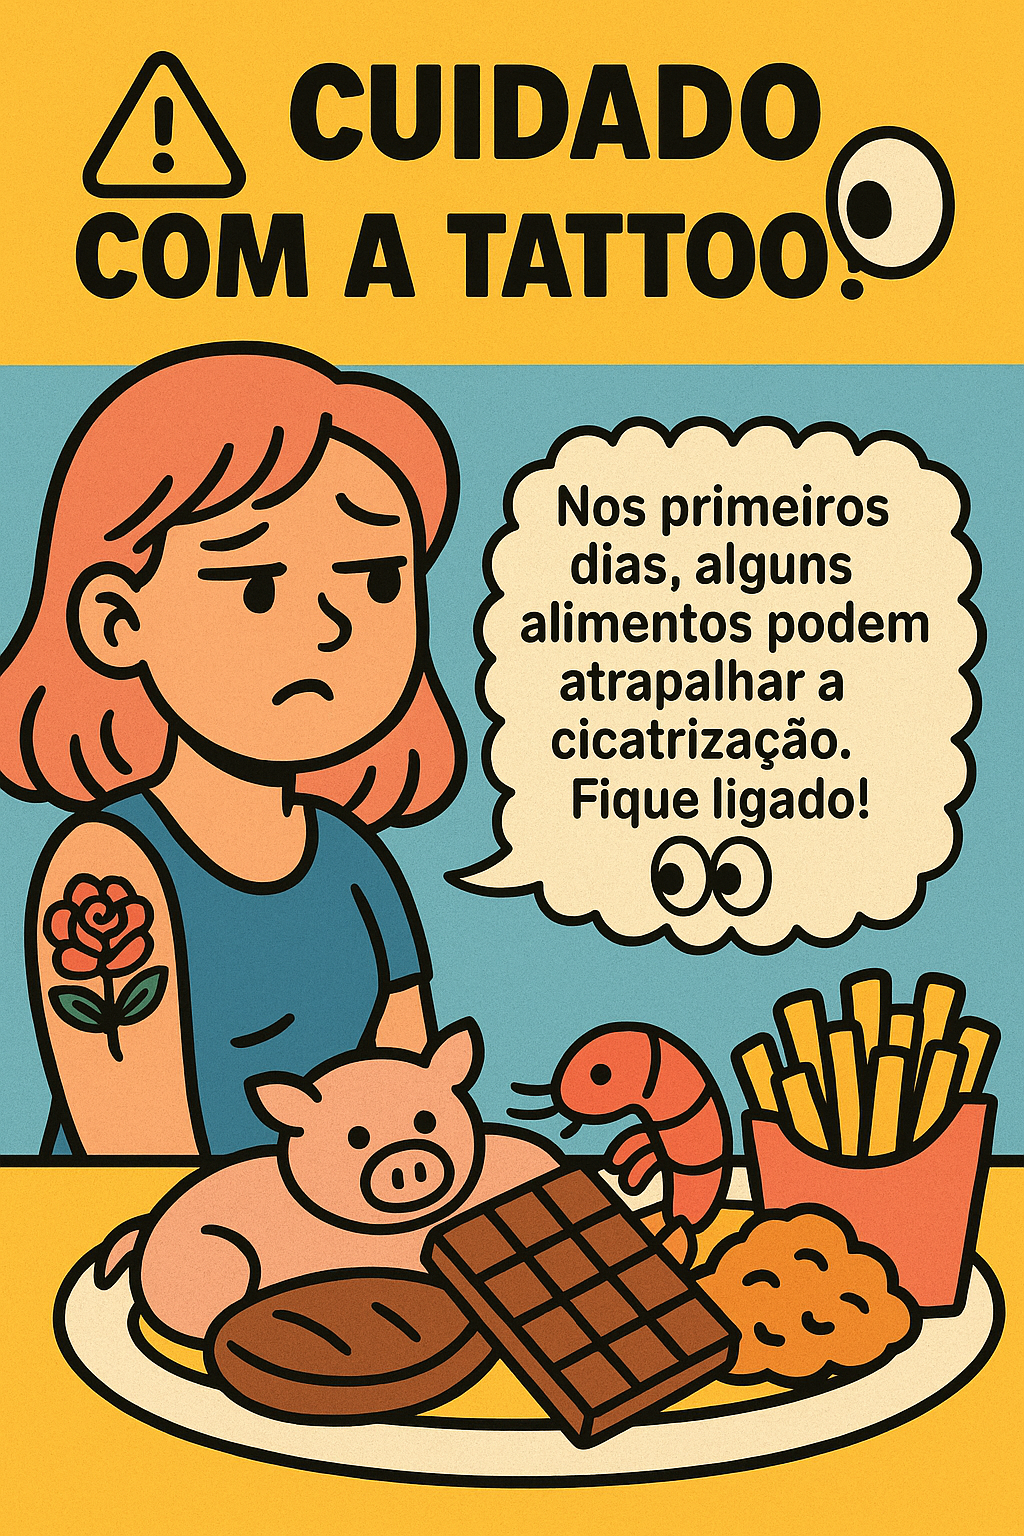 CUIDADO
COM A TATTOO!
Nos primeiros
dias, alguns
alimentos podem
atrapalhar a
cicatrização.
Fique ligado!